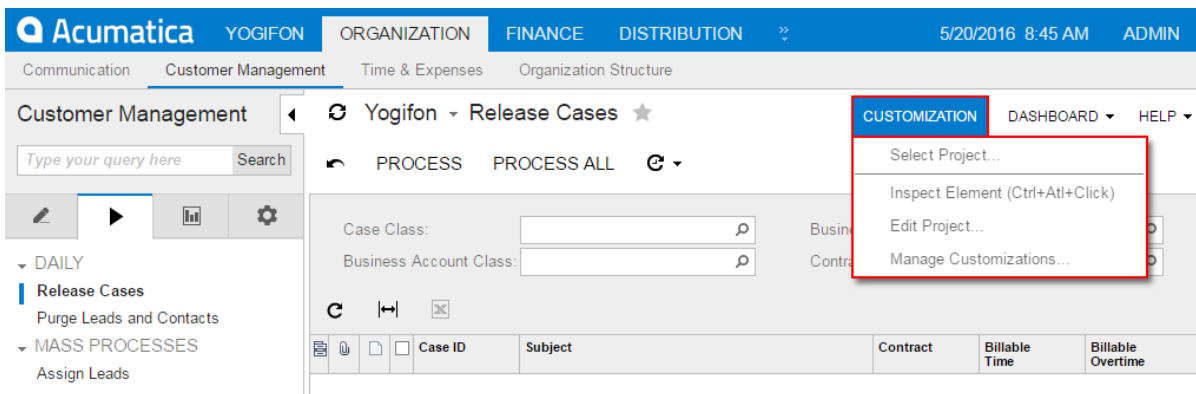 Acumatica YOGIFON ORGANIZATION FINANCE DISTRIBUTION 5/20/2016 8:45 AM ADMIN
Communication Customer Management Time & Expenses Organization Structure
Customer Management Yogifon - Release Cases CUSTOMIZATION DASHBOARD HELP
Type your query here Search PROCESS PROCESS ALL Select Project...
Inspect Element (Ctrl+Atl+Click)
Case Class: Edit Project...
Business Account Class: Manage Customizations...
DAILY
Release Cases
Purge Leads and Contacts
MASS PROCESSES Case ID Subject Contract Billable Time Billable Overtime
Assign Leads